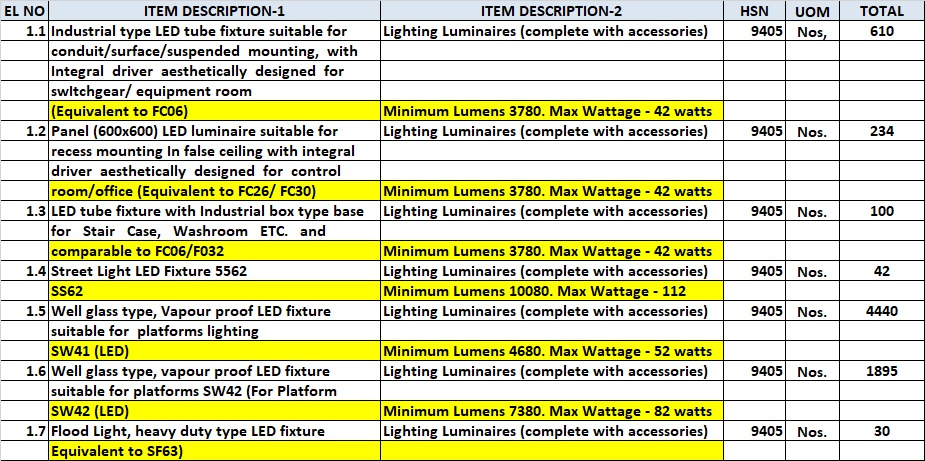 EL NO ITEM DESCRIPTION-1 ITEM DESCRIPTION-2 HSN UOM TOTAL
1.1 Industrial type LED tube fixture suitable for Lighting Luminaires (complete with accessories) 9405 Nos, 610
conduit/surface/suspended mounting, with
Integral driver aesthetically designed for
swItchgear/ equipment room
(Equivalent to FC06) Minimum Lumens 3780. Max Wattage - 42 watts
1.2 Panel (600x600) LED luminaire suitable for Lighting Luminaires (complete with accessories) 9405 Nos. 234
recess mounting In false ceiling with integral
driver aesthetically designed for control
room/office (Equivalent to FC26/ FC30) Minimum Lumens 3780. Max Wattage - 42 watts
1.3 LED tube fixture with Industrial box type base Lighting Luminaires (complete with accessories) 9405 Nos. 100
for Stair Case, Washroom ETC. and
comparable to FC06/F032 Minimum Lumens 3780. Max Wattage - 42 watts
1.4 Street Light LED Fixture 5562 Lighting Luminaires (complete with accessories) 9405 Nos. 42
SS62 Minimum Lumens 10080. Max Wattage - 112
1.5 Well glass type, Vapour proof LED fixture Lighting Luminaires (complete with accessories) 9405 Nos. 4440
suitable for platforms lighting
SW41 (LED) Minimum Lumens 4680. Max Wattage - 52 watts
1.6 Well glass type, vapour proof LED fixture Lighting Luminaires (complete with accessories) 9405 Nos. 1895
suitable for platforms SW42 (For Platform
SW42 (LED) Minimum Lumens 7380. Max Wattage - 82 watts
1.7 Flood Light, heavy duty type LED fixture Lighting Luminaires (complete with accessories) 9405 Nos. 30
Equivalent to SF63)